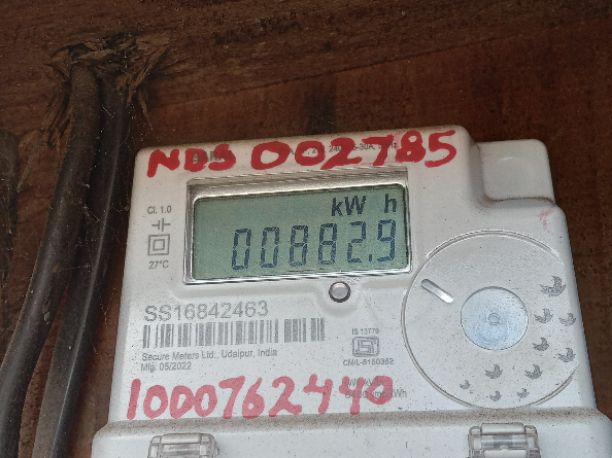 NDS 002785
kW h
00882.9
Cl. 1.0
27°C
SS16842463
Secure Meters Ltd., Udaipur, India
Mfg. 05/2022
IS 13779
1000762440